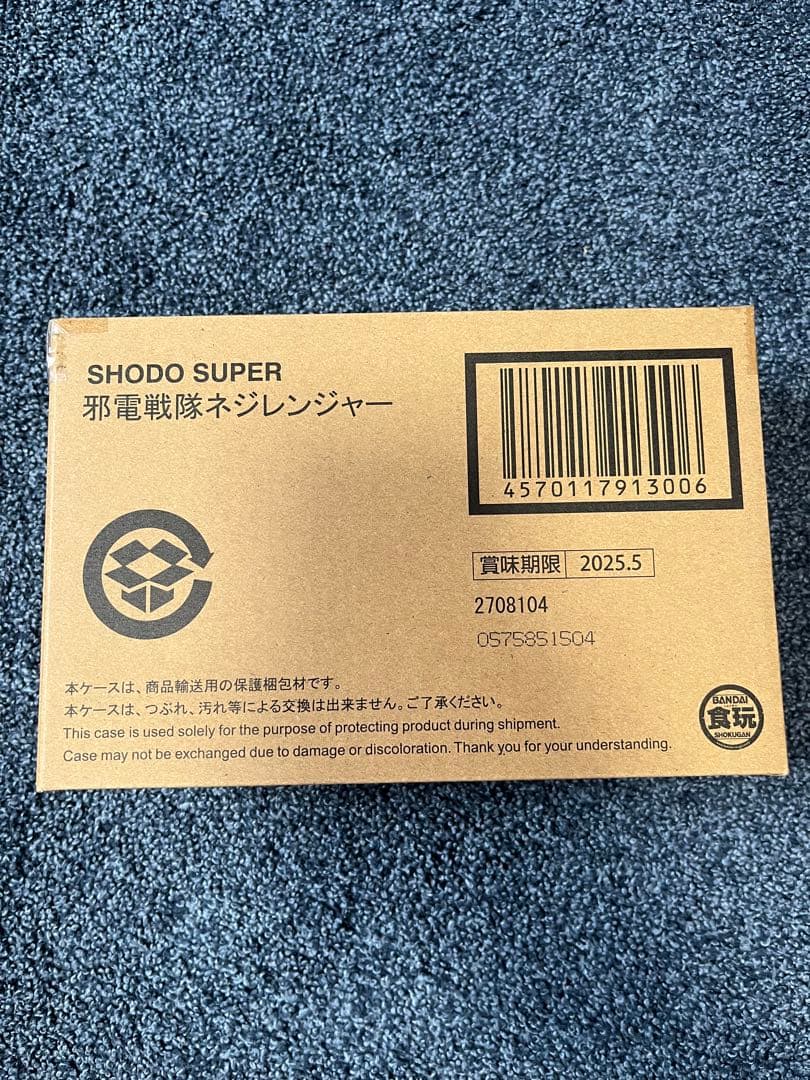 SHODO SUPER
邪電戦隊ネジレンジャー
4570117913006
賞味期限 2025.5
2708104
0575851504
本ケースは、商品輸送用の保護梱包材です。
本ケースは、つぶれ、汚れ等による交換は出来ません。ご了承ください。
This case is used solely for the purpose of protecting product during shipment.
Case may not be exchanged due to damage or discoloration. Thank you for your understanding.
BANDAI
食玩
SHOKUGAN